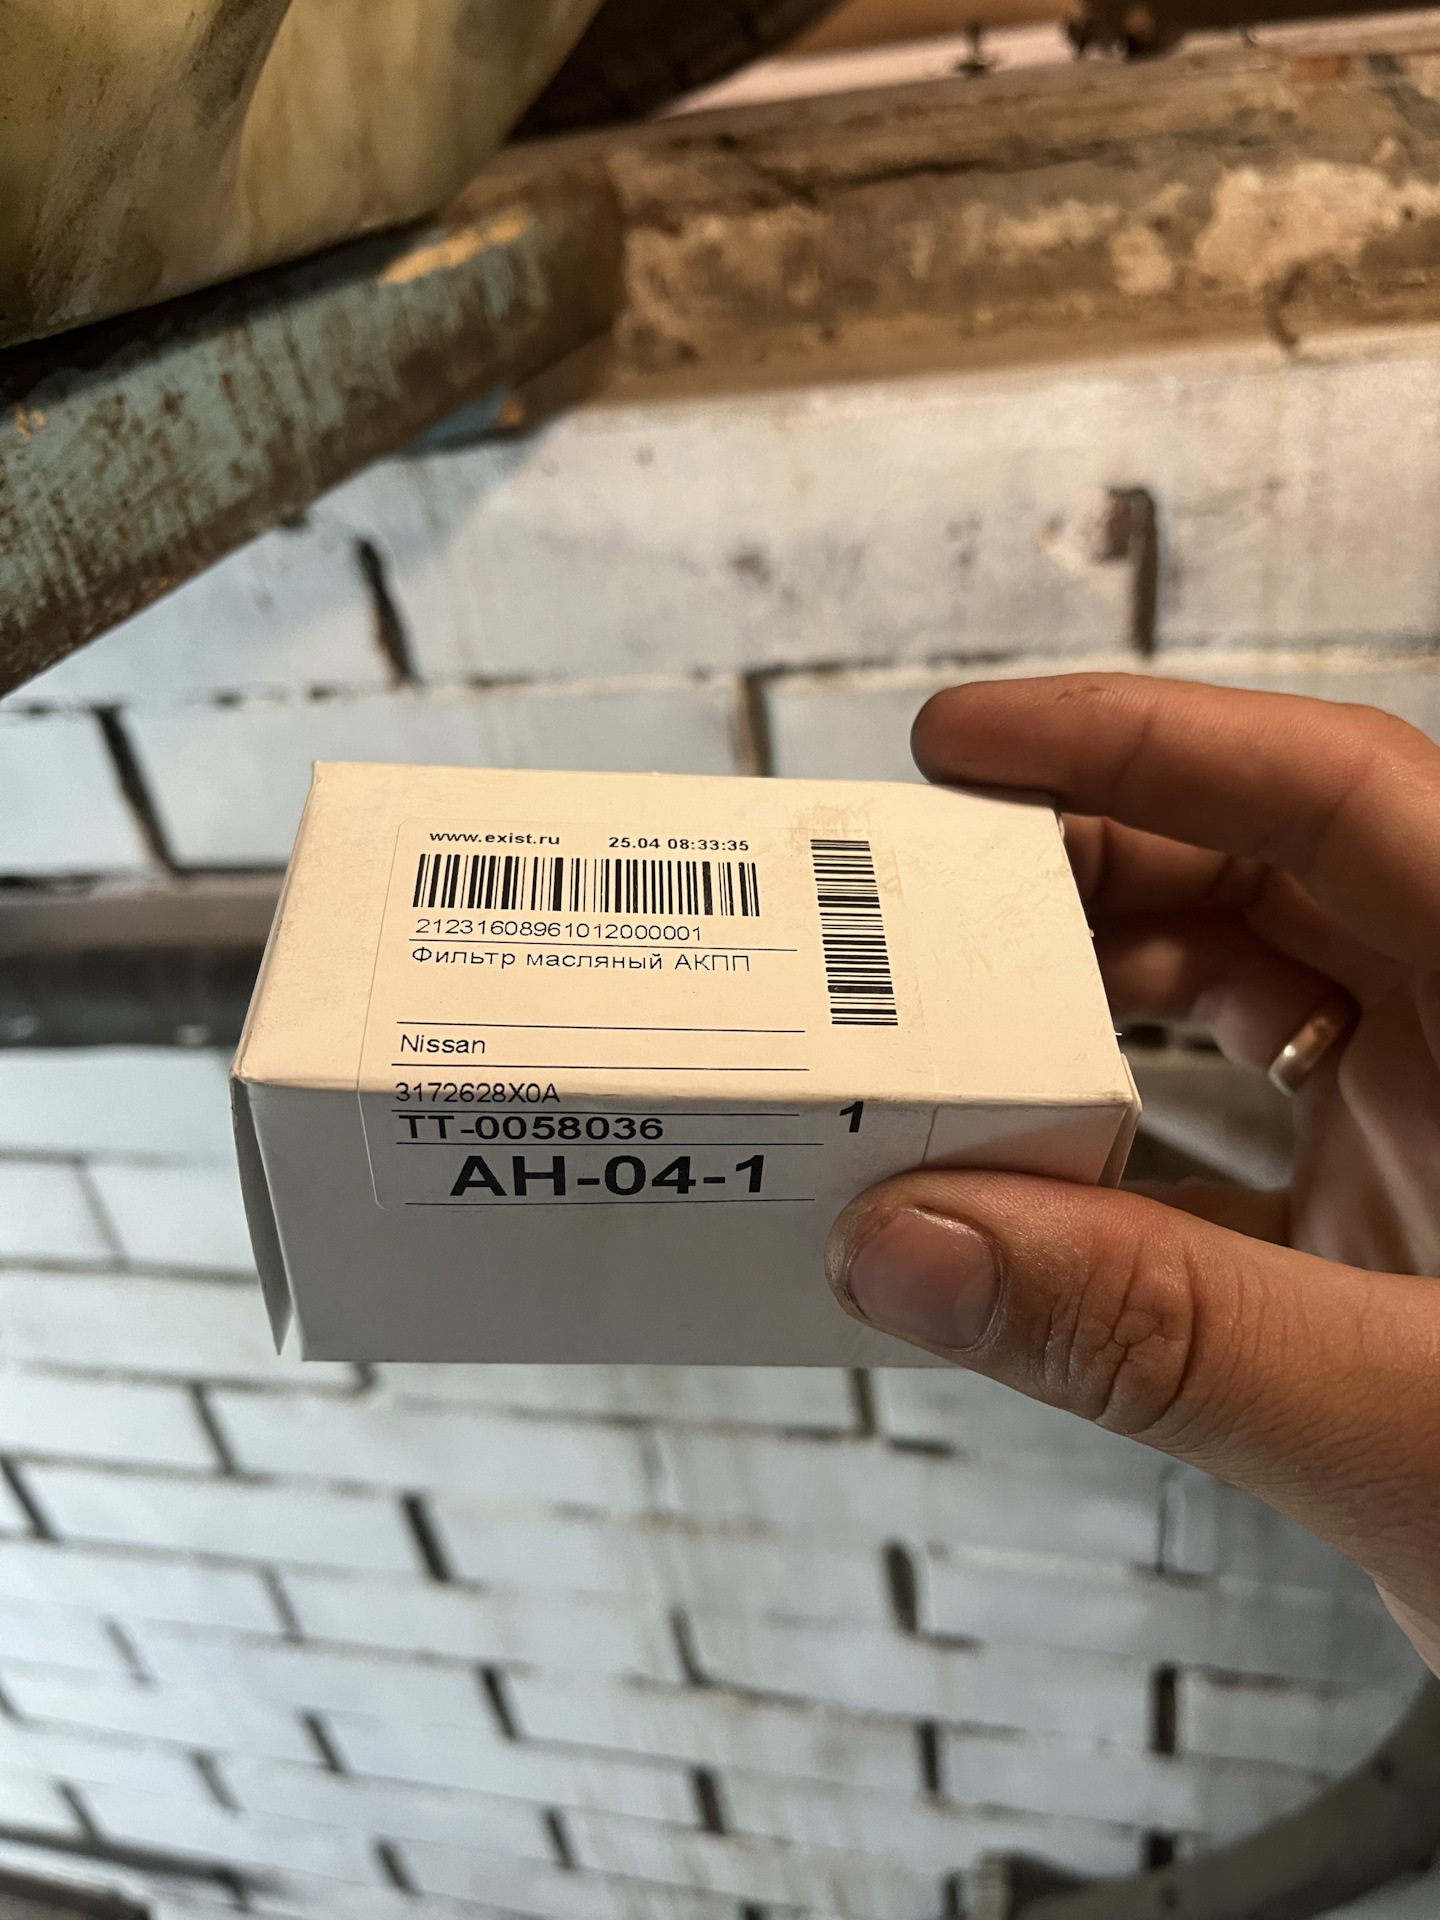 www.exist.ru 25.04 08:33:35
21231608961012000001
Фильтр масляный АКПП
Nissan
3172628X0A
TT-0058036 1
AH-04-1